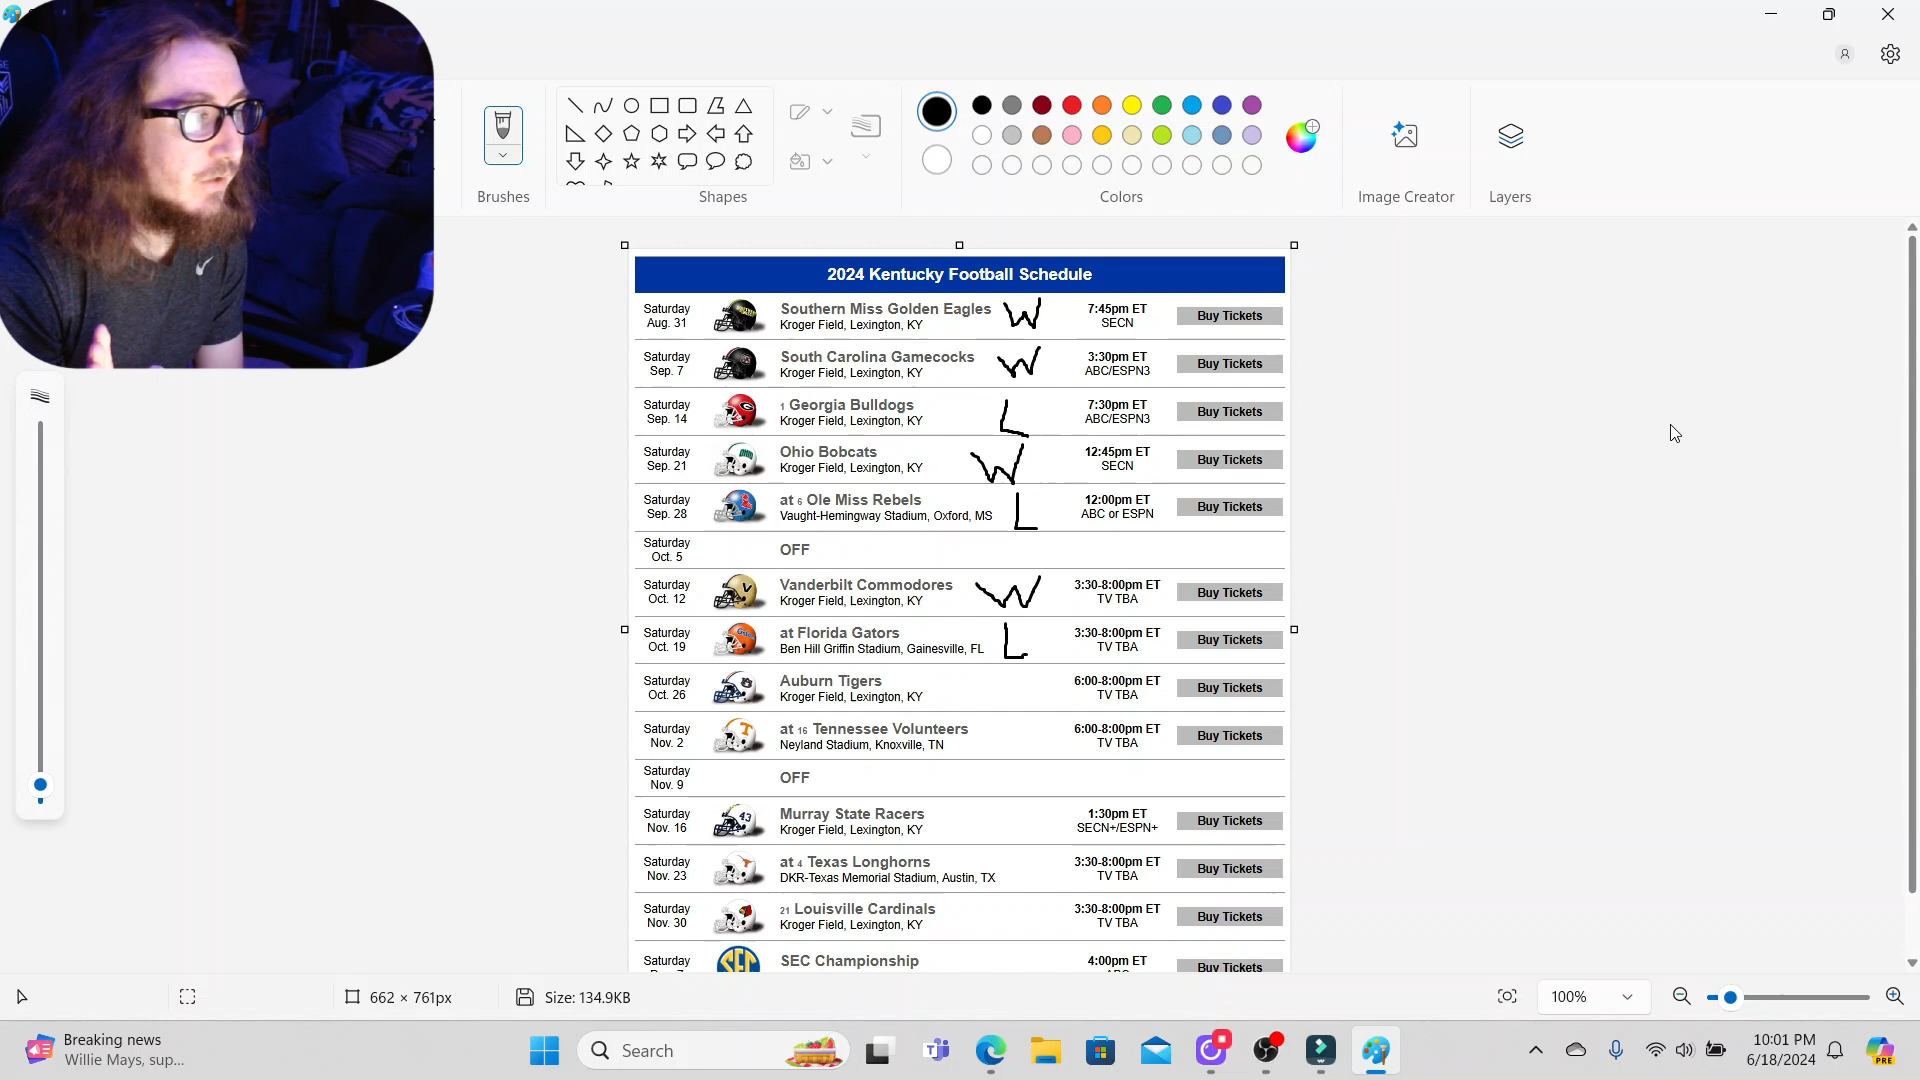 Brushes
Shapes
Colors
Image Creator
Layers
2024 Kentucky Football Schedule
Saturday Aug. 31 Southern Miss Golden Eagles W 7:45pm ET Buy Tickets
Kroger Field, Lexington, KY SECN
Saturday Sep. 7 South Carolina Gamecocks W 3:30pm ET Buy Tickets
Kroger Field, Lexington, KY ABC/ESPN3
Saturday Sep. 14 1 Georgia Bulldogs L 7:30pm ET Buy Tickets
Kroger Field, Lexington, KY ABC/ESPN3
Saturday Sep. 21 Ohio Bobcats W 12:45pm ET Buy Tickets
Kroger Field, Lexington, KY SECN
Saturday Sep. 28 at 6 Ole Miss Rebels L 12:00pm ET Buy Tickets
Vaught-Hemingway Stadium, Oxford, MS ABC or ESPN
Saturday Oct. 5 OFF
Saturday Oct. 12 Vanderbilt Commodores W 3:30-8:00pm ET Buy Tickets
Kroger Field, Lexington, KY TV TBA
Saturday Oct. 19 at Florida Gators L 3:30-8:00pm ET Buy Tickets
Ben Hill Griffin Stadium, Gainesville, FL TV TBA
Saturday Oct. 26 Auburn Tigers 6:00-8:00pm ET Buy Tickets
Kroger Field, Lexington, KY TV TBA
Saturday Nov. 2 at 16 Tennessee Volunteers 6:00-8:00pm ET Buy Tickets
Neyland Stadium, Knoxville, TN TV TBA
Saturday Nov. 9 OFF
Saturday Nov. 16 Murray State Racers 1:30pm ET Buy Tickets
Kroger Field, Lexington, KY SECN+/ESPN+
Saturday Nov. 23 at 4 Texas Longhorns 3:30-8:00pm ET Buy Tickets
DKR-Texas Memorial Stadium, Austin, TX TV TBA
Saturday Nov. 30 21 Louisville Cardinals 3:30-8:00pm ET Buy Tickets
Kroger Field, Lexington, KY TV TBA
Saturday SEC SEC Championship 4:00pm ET Buy Tickets
662 × 761px
Size: 134.9KB
100%
Breaking news
Willie Mays, sup...
Search
10:01 PM
6/18/2024
PRE